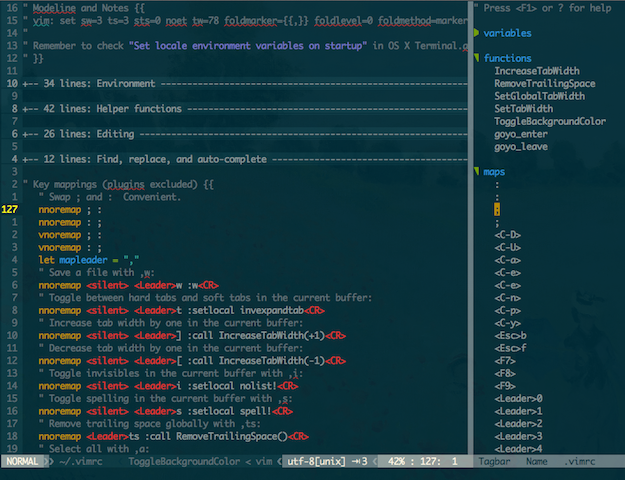 16 " Modeline and Notes {{
15 " vim: set sw=3 ts=3 sts=0 noet tw=78 foldmarker={{,}} foldlevel=0 foldmethod=marker
14 "
13 " Remember to check "Set locale environment variables on startup" in OS X Terminal.a
12 " }}
11
10 +-- 34 lines: Environment
9
8 +-- 42 lines: Helper functions
7
6 +-- 26 lines: Editing
5
4 +-- 12 lines: Find, replace, and auto-complete
3
2 " Key mappings (plugins excluded) {{
1 " Swap ; and : Convenient.
127 nnoremap ; :
1 nnoremap : ;
2 vnoremap ; :
3 vnoremap : ;
4 let mapleader = ","
5 " Save a file with ,w:
6 nnoremap <silent> <Leader>w :w<CR>
7 " Toggle between hard tabs and soft tabs in the current buffer:
8 nnoremap <silent> <Leader>t :setlocal invexpandtab<CR>
9 " Increase tab width by one in the current buffer:
10 nnoremap <silent> <Leader>] :call IncreaseTabWidth(+1)<CR>
11 " Decrease tab width by one in the current buffer:
12 nnoremap <silent> <Leader>[ :call IncreaseTabWidth(-1)<CR>
13 " Toggle invisibles in the current buffer with ,i:
14 nnoremap <silent> <Leader>i :setlocal nolist!<CR>
15 " Toggle spelling in the current buffer with ,s:
16 nnoremap <silent> <Leader>s :setlocal spell!<CR>
17 " Remove trailing space globally with ,ts:
18 nnoremap <Leader>ts :call RemoveTrailingSpace()<CR>
19 " Select all with ,a:
NORMAL ~/.vimrc ToggleBackgroundColor < vim utf-8[unix] ⇥3 42% : 127: 1
" Press <F1> or ? for help
variables
functions
IncreaseTabWidth
RemoveTrailingSpace
SetGlobalTabWidth
SetTabWidth
ToggleBackgroundColor
goyo_enter
goyo_leave
maps
:
:
;
;
<C-D>
<C-U>
<C-a>
<C-e>
<C-e>
<C-n>
<C-p>
<C-y>
<Esc>b
<Esc>f
<F7>
<F8>
<F9>
<Leader>0
<Leader>1
<Leader>2
<Leader>3
<Leader>4
Tagbar Name .vimrc